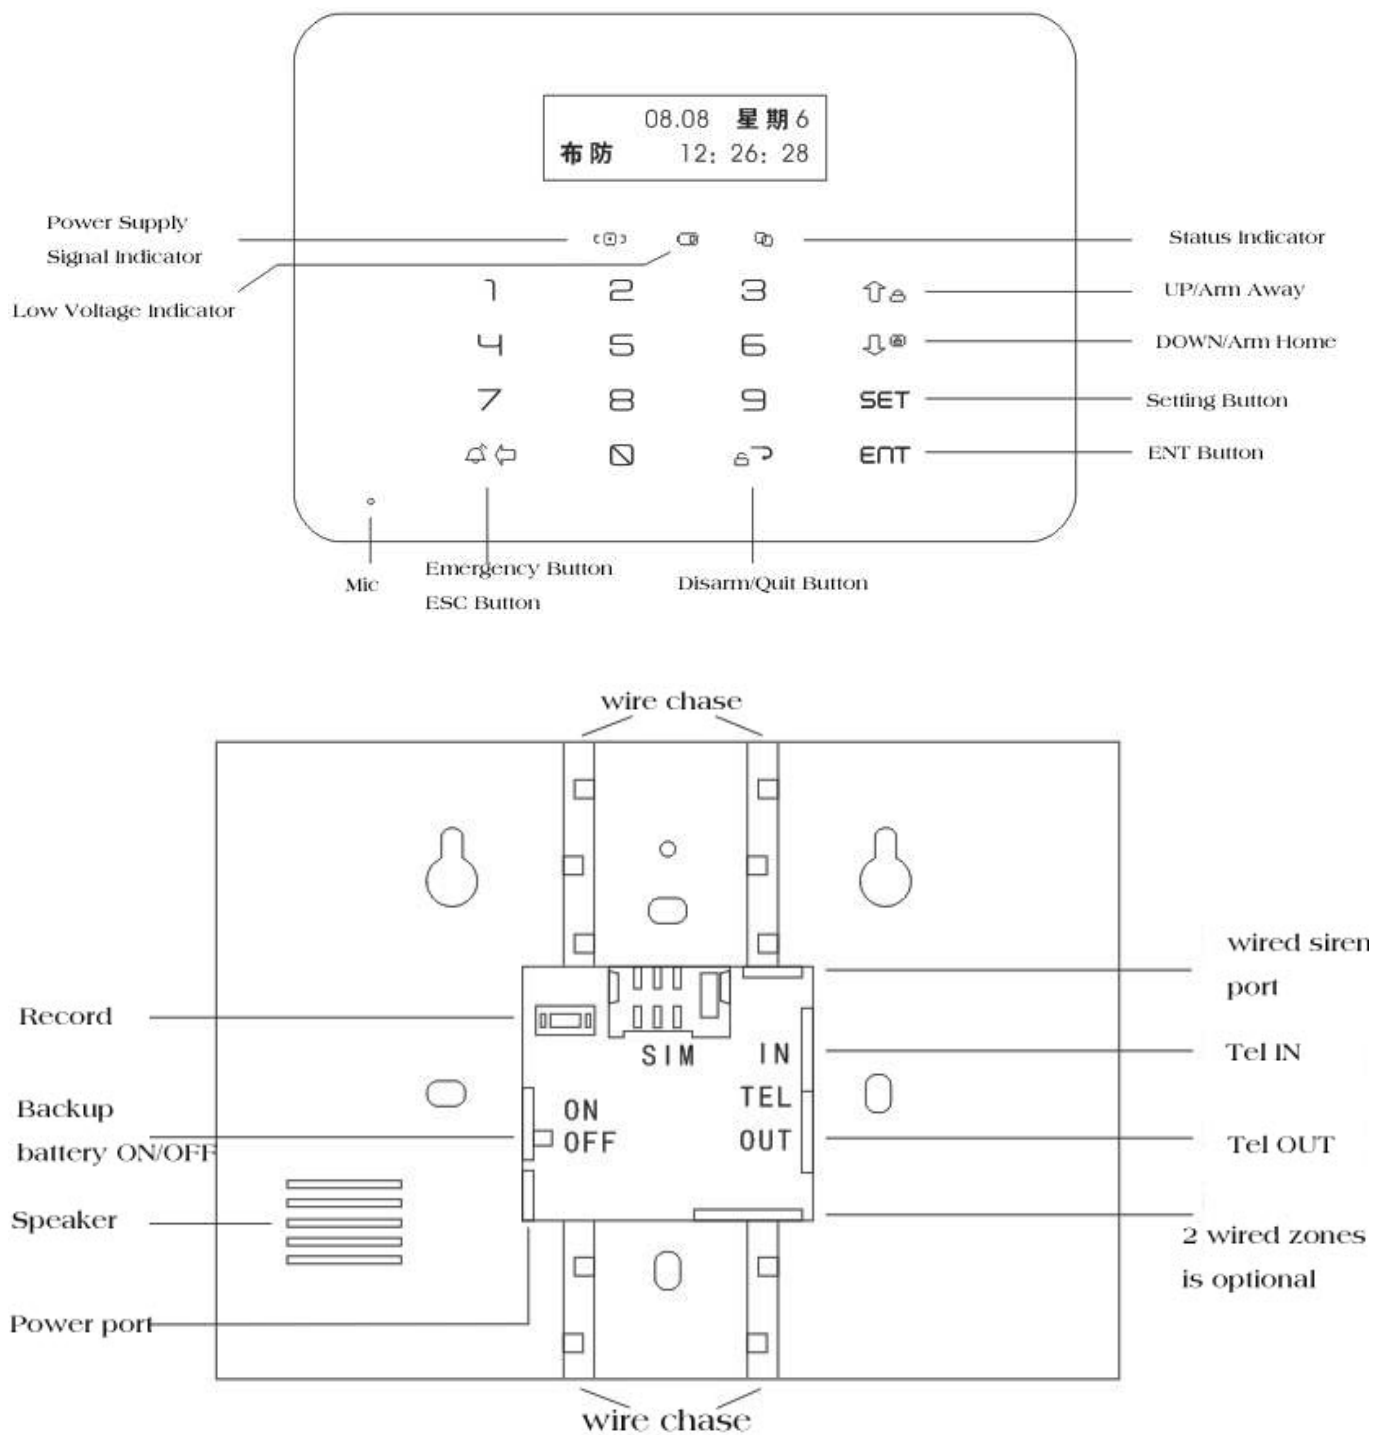 08.08 星期6
布防 12: 26: 28
Power Supply
Signal Indicator
Low Voltage Indicator
Status Indicator
1 2 3
UP/Arm Away
4 5 6
DOWN/Arm Home
7 8 9 SET
Setting Button
0 ENT
ENT Button
Mic
Emergency Button
ESC Button
Disarm/Quit Button
wire chase
wired siren
port
Record
SIM
IN
Tel IN
TEL
Backup
battery ON/OFF
ON
OFF
OUT
Tel OUT
Speaker
2 wired zones
is optional
Power port
wire chase